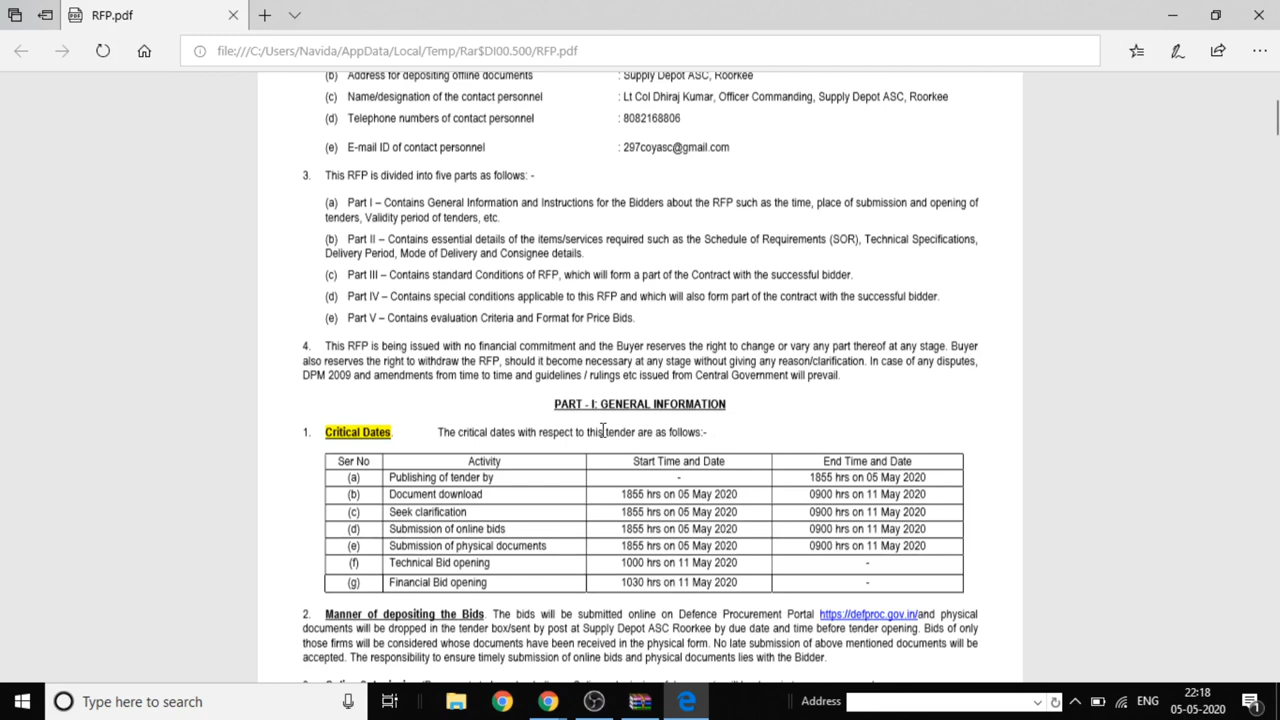 RFP.pdf
file:///C:/Users/Navida/AppData/Local/Temp/Rar$DI00.500/RFP.pdf
(b) Address for depositing offline documents : Supply Depot ASC, Roorkee
(c) Name/designation of the contact personnel : Lt Col Dhiraj Kumar, Officer Commanding, Supply Depot ASC, Roorkee
(d) Telephone numbers of contact personnel : 8082168806
(e) E-mail ID of contact personnel : 297coyasc@gmail.com
3. This RFP is divided into five parts as follows: -
(a) Part I – Contains General Information and Instructions for the Bidders about the RFP such as the time, place of submission and opening of
tenders, Validity period of tenders, etc.
(b) Part II – Contains essential details of the items/services required such as the Schedule of Requirements (SOR), Technical Specifications,
Delivery Period, Mode of Delivery and Consignee details.
(c) Part III – Contains standard Conditions of RFP, which will form a part of the Contract with the successful bidder.
(d) Part IV – Contains special conditions applicable to this RFP and which will also form part of the contract with the successful bidder.
(e) Part V – Contains evaluation Criteria and Format for Price Bids.
4. This RFP is being issued with no financial commitment and the Buyer reserves the right to change or vary any part thereof at any stage. Buyer
also reserves the right to withdraw the RFP, should it become necessary at any stage without giving any reason/clarification. In case of any disputes,
DPM 2009 and amendments from time to time and guidelines / rulings etc issued from Central Government will prevail.
PART - I: GENERAL INFORMATION
1. Critical Dates. The critical dates with respect to this tender are as follows:-
Ser No Activity Start Time and Date End Time and Date
(a) Publishing of tender by - 1855 hrs on 05 May 2020
(b) Document download 1855 hrs on 05 May 2020 0900 hrs on 11 May 2020
(c) Seek clarification 1855 hrs on 05 May 2020 0900 hrs on 11 May 2020
(d) Submission of online bids 1855 hrs on 05 May 2020 0900 hrs on 11 May 2020
(e) Submission of physical documents 1855 hrs on 05 May 2020 0900 hrs on 11 May 2020
(f) Technical Bid opening 1000 hrs on 11 May 2020 -
(g) Financial Bid opening 1030 hrs on 11 May 2020 -
2. Manner of depositing the Bids. The bids will be submitted online on Defence Procurement Portal https://defproc.gov.in/and physical
documents will be dropped in the tender box/sent by post at Supply Depot ASC Roorkee by due date and time before tender opening. Bids of only
those firms will be considered whose documents have been received in the physical form. No late submission of above mentioned documents will be
accepted. The responsibility to ensure timely submission of online bids and physical documents lies with the Bidder.
Type here to search
Address
ENG
22:18
05-05-2020